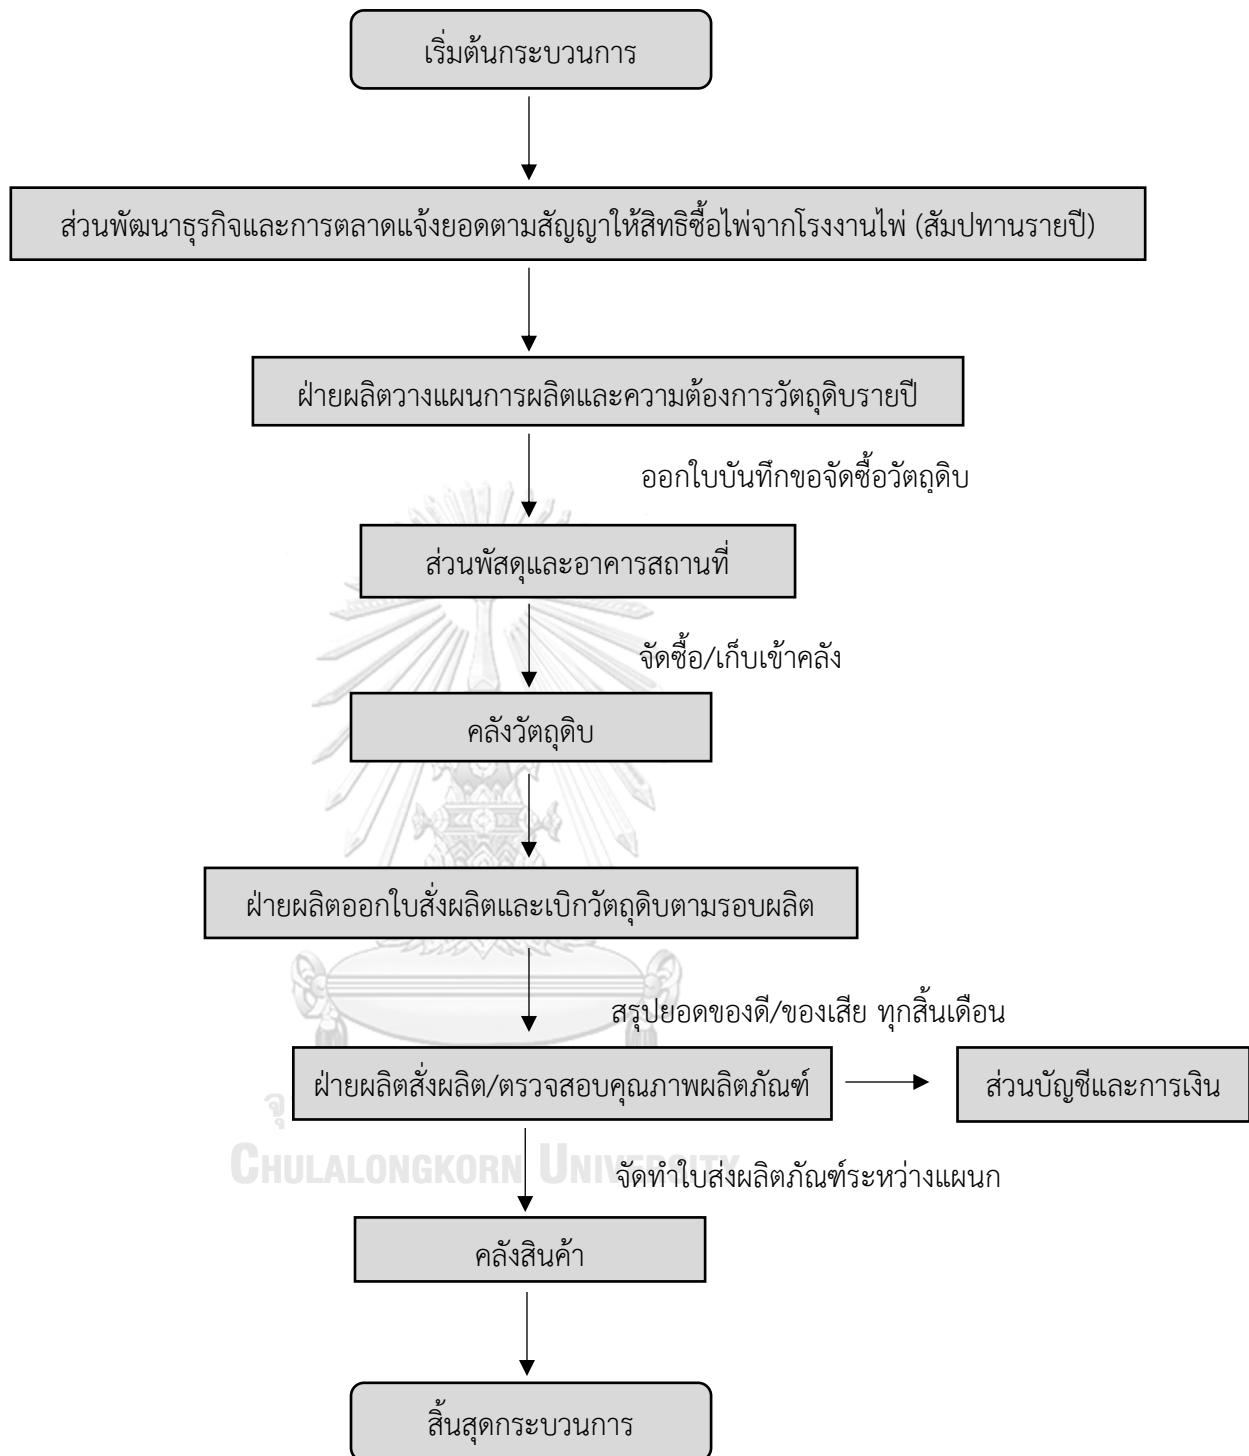 เริ่มต้นกระบวนการ
ส่วนพัฒนาธุรกิจและการตลาดแจ้งยอดตามสัญญาให้สิทธิซื้อไพ่จากโรงงานไพ่ (สัมปทานรายปี)
ฝ่ายผลิตวางแผนการผลิตและความต้องการวัตถุดิบรายปี
ออกใบบันทึกขอจัดซื้อวัตถุดิบ
ส่วนพัสดุและอาคารสถานที่
จัดซื้อ/เก็บเข้าคลัง
คลังวัตถุดิบ
ฝ่ายผลิตออกใบสั่งผลิตและเบิกวัตถุดิบตามรอบผลิต
สรุปยอดของดี/ของเสีย ทุกสิ้นเดือน
ฝ่ายผลิตสั่งผลิต/ตรวจสอบคุณภาพผลิตภัณฑ์
ส่วนบัญชีและการเงิน
CHULALONGKORN UNIVERSITY
จัดทำใบส่งผลิตภัณฑ์ระหว่างแผนก
คลังสินค้า
สิ้นสุดกระบวนการ